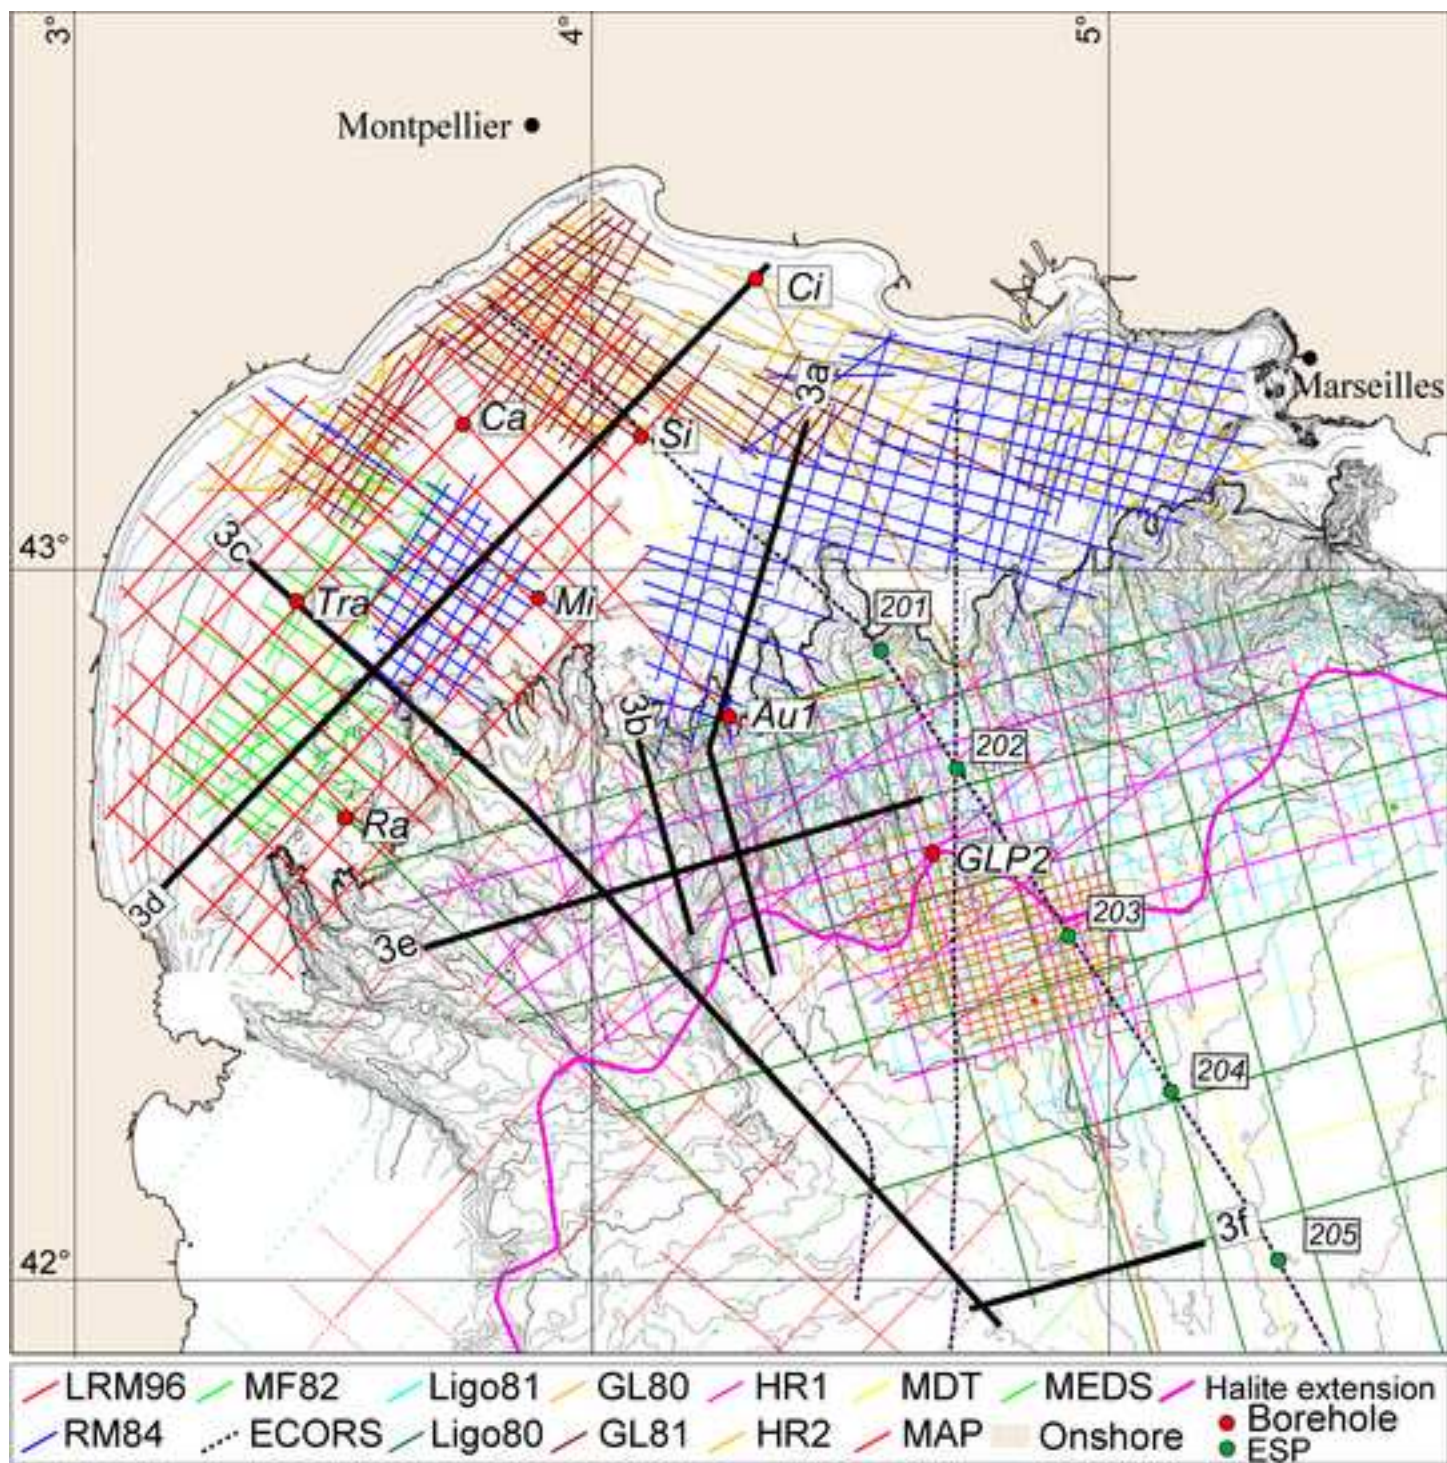 3° 4° 5°
Montpellier
Ci
Marseilles
3a
Ca
Si
43°
3c
Tra
Mi
201
3b
Au1
202
Ra
GLP2
3d
203
3e
204
3f
205
42°
LRM96 MF82 Ligo81 GL80 HR1 MDT MEDS Halite extension
RM84 ECORS Ligo80 GL81 HR2 MAP Onshore Borehole
ESP